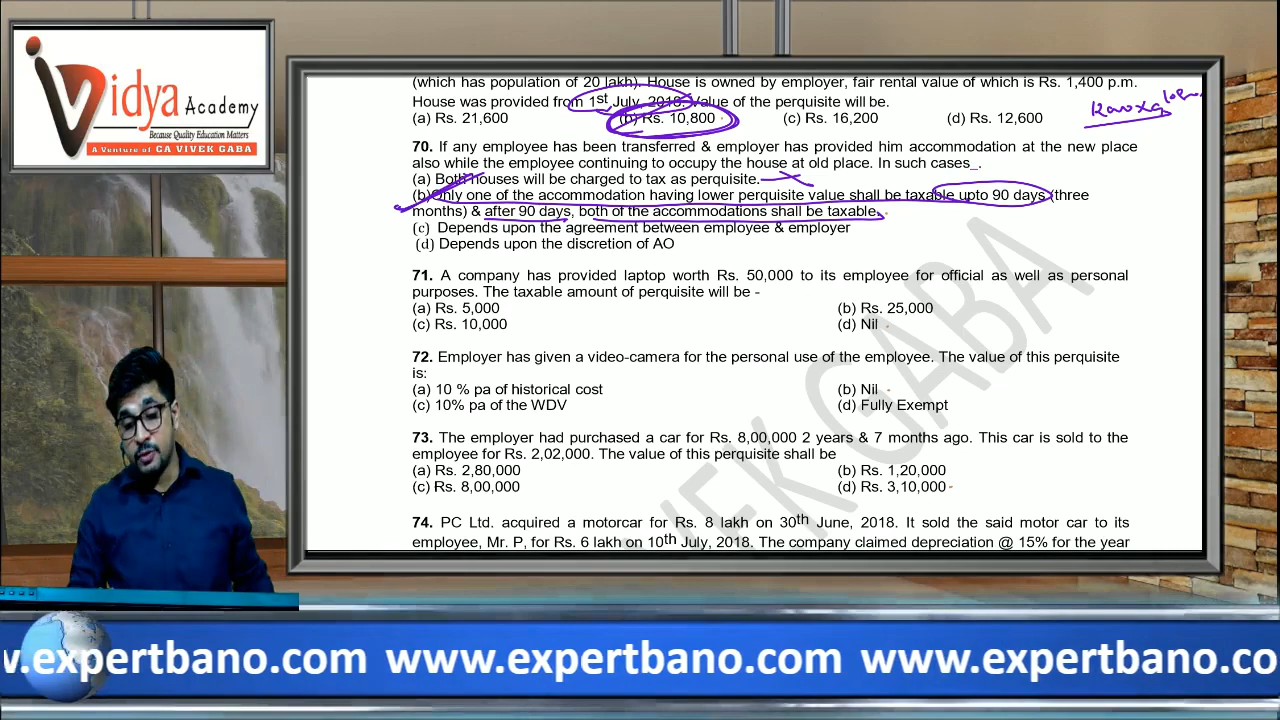 Vidya Academy
Because Quality Education Matters
A Venture of CA VIVEK GABA
(which has population of 20 lakh). House is owned by employer, fair rental value of which is Rs. 1,400 p.m.
House was provided from 1st July, 2018. Value of the perquisite will be.
(a) Rs. 21,600 (b) Rs. 10,800 (c) Rs. 16,200 (d) Rs. 12,600
70. If any employee has been transferred & employer has provides him accommodation at the new place
also while the employee continuing to occupy the house at old place. In such cases_.
(a) Both houses will be charged to tax as perquisite.
(b) Only one of the accommodation having lower perquisite value shall be taxable upto 90 days (three
months) & after 90 days, both of the accommodations shall be taxable.
(c) Depends upon the agreement between employee & employer
(d) Depends upon the discretion of AO
71. A company has provided laptop worth Rs. 50,000 to its employee for official as well as personal
purposes. The taxable amount of perquisite will be -
(a) Rs. 5,000 (b) Rs. 25,000
(c) Rs. 10,000 (d) Nil
72. Employer has given a video-camera for the personal use of the employee. The value of this perquisite
is:
(a) 10 % pa of historical cost (b) Nil
(c) 10% pa of the WDV (d) Fully Exempt
73. The employer had purchased a car for Rs. 8,00,000 2 years & 7 months ago. This car is sold to the
employee for Rs. 2,02,000. The value of this perquisite shall be
(a) Rs. 2,80,000 (b) Rs. 1,20,000
(c) Rs. 8,00,000 (d) Rs. 3,10,000
74. PC Ltd. acquired a motorcar for Rs. 8 lakh on 30th June, 2018. It sold the said motor car to its
employee, Mr. P, for Rs. 6 lakh on 10th July, 2018. The company claimed depreciation @ 15% for the year
VEK GABA
w.expertbano.com www.expertbano.com www.expertbano.co